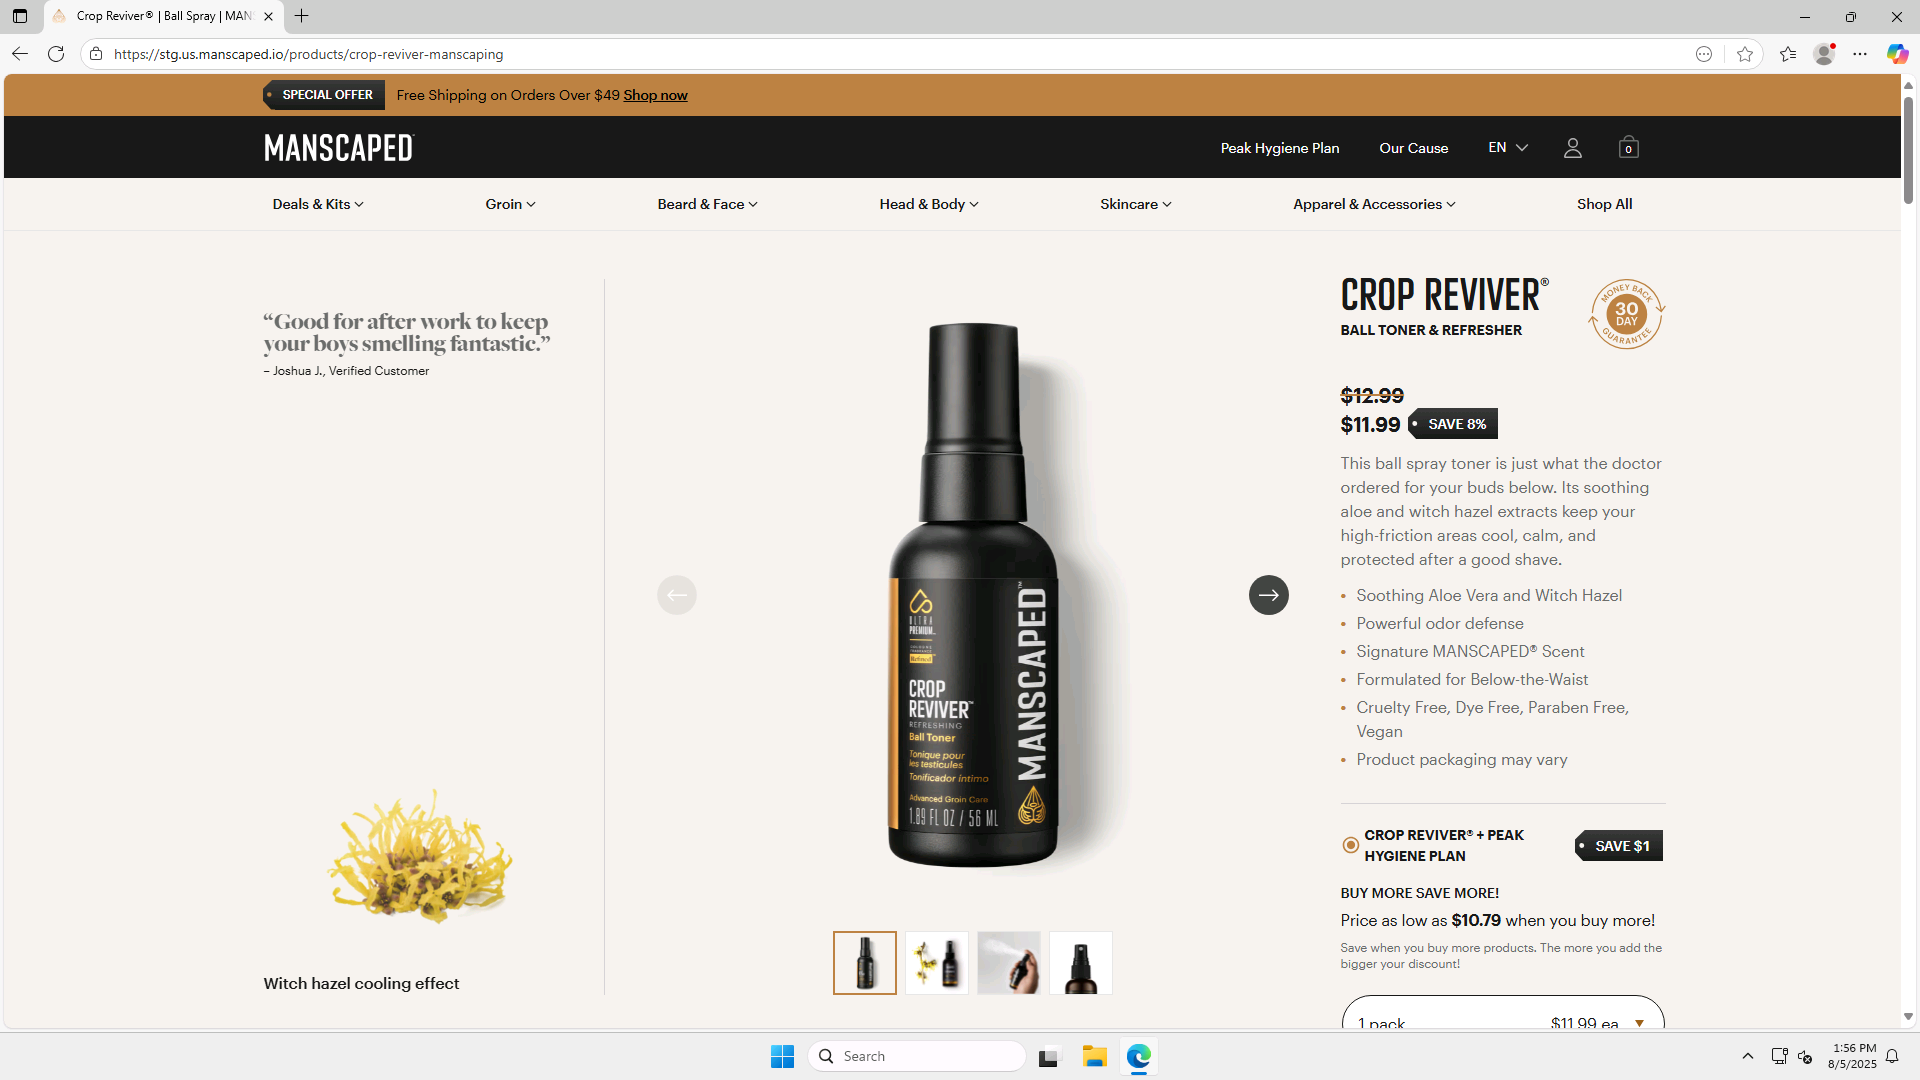 Crop Reviver® | Ball Spray | MAN
https://stg.us.manscaped.io/products/crop-reviver-manscaping
SPECIAL OFFER
Free Shipping on Orders Over $49 Shop now
MANSCAPED
Peak Hygiene Plan
Our Cause
EN
0
Deals & Kits
Groin
Beard & Face
Head & Body
Skincare
Apparel & Accessories
Shop All
“Good for after work to keep
your boys smelling fantastic.”
– Joshua J., Verified Customer
Witch hazel cooling effect
ULTRA
PREMIUM
Refined
CROP
REVIVER™
REFRESHING
Ball Toner
Tonique pour
les testicules
Tonificador íntimo
Advanced Groin Care
1.89 FL OZ / 56 ML
MANSCAPED™
CROP REVIVER®
BALL TONER & REFRESHER
MONEY BACK
30
DAY
GUARANTEE
$12.99
$11.99
SAVE 8%
This ball spray toner is just what the doctor
ordered for your buds below. Its soothing
aloe and witch hazel extracts keep your
high-friction areas cool, calm, and
protected after a good shave.
• Soothing Aloe Vera and Witch Hazel
• Powerful odor defense
• Signature MANSCAPED® Scent
• Formulated for Below-the-Waist
• Cruelty Free, Dye Free, Paraben Free,
Vegan
• Product packaging may vary
CROP REVIVER® + PEAK
HYGIENE PLAN
SAVE $1
BUY MORE SAVE MORE!
Price as low as $10.79 when you buy more!
Save when you buy more products. The more you add the
bigger your discount!
1 pack
$11.99 ea
Search
1:56 PM
8/5/2025